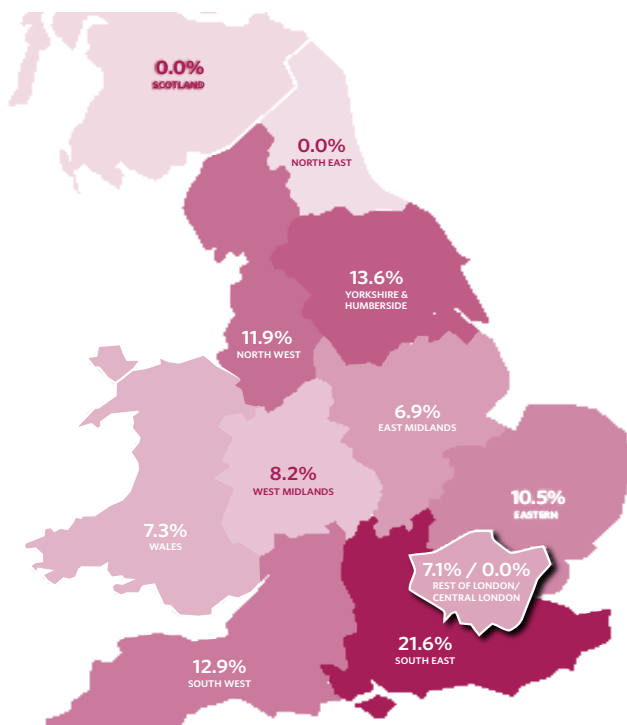 0.0%
SCOTLAND
0.0%
NORTH EAST
13.6%
YORKSHIRE &
HUMBERSIDE
11.9%
NORTH WEST
6.9%
EAST MIDLANDS
8.2%
WEST MIDLANDS
10.5%
EASTERN
7.3%
WALES
7.1% / 0.0%
REST OF LONDON/
CENTRAL LONDON
21.6%
SOUTH EAST
12.9%
SOUTH WEST